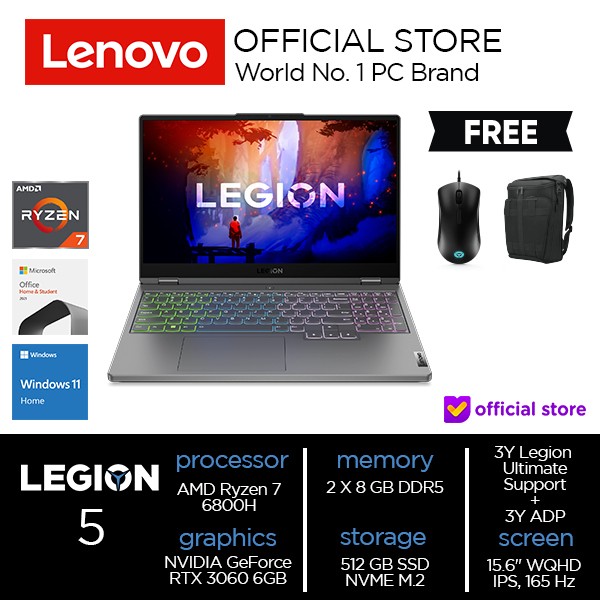 Lenovo
OFFICIAL STORE
World No. 1 PC Brand
FREE
AMD
RYZEN
7
LEGION
LEGION
Microsoft
Office
Home & Student
2021
Windows
Windows 11
Home
official store
LEGION
5
processor
AMD Ryzen 7
6800H
graphics
NVIDIA GeForce
RTX 3060 6GB
memory
2 X 8 GB DDR5
storage
512 GB SSD
NVME M.2
3Y Legion
Ultimate
Support
+
3Y ADP
screen
15.6" WQHD
IPS, 165 Hz